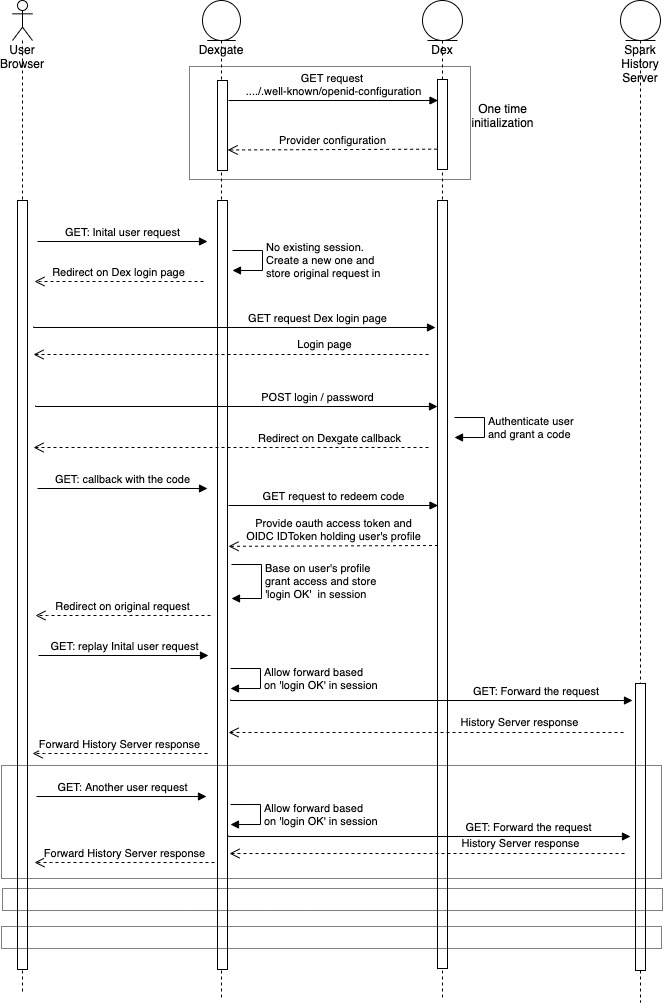 User
Browser
Dexgate
Dex
Spark
History
Server
GET request
..../.well-known/openid-configuration
One time
initialization
Provider configuration
GET: Inital user request
No existing session.
Create a new one and
store original request in
Redirect on Dex login page
GET request Dex login page
Login page
POST login / password
Authenticate user
and grant a code
Redirect on Dexgate callback
GET: callback with the code
GET request to redeem code
Provide oauth access token and
OIDC IDToken holding user's profile
Base on user's profile
grant access and store
'login OK' in session
Redirect on original request
GET: replay Inital user request
Allow forward based
on 'login OK' in session
GET: Forward the request
History Server response
Forward History Server response
GET: Another user request
Allow forward based
on 'login OK' in session
GET: Forward the request
History Server response
Forward History Server response